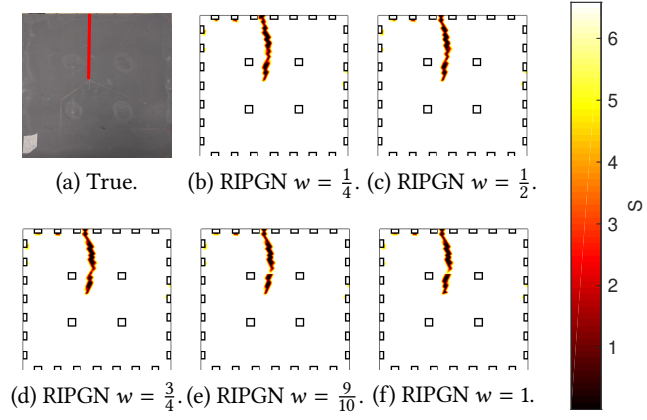 (a) True.
(b) RIPGN w = 1/4.
(c) RIPGN w = 1/2.
(d) RIPGN w = 3/4.
(e) RIPGN w = 9/10.
(f) RIPGN w = 1.
6
5
4
3
2
1
S